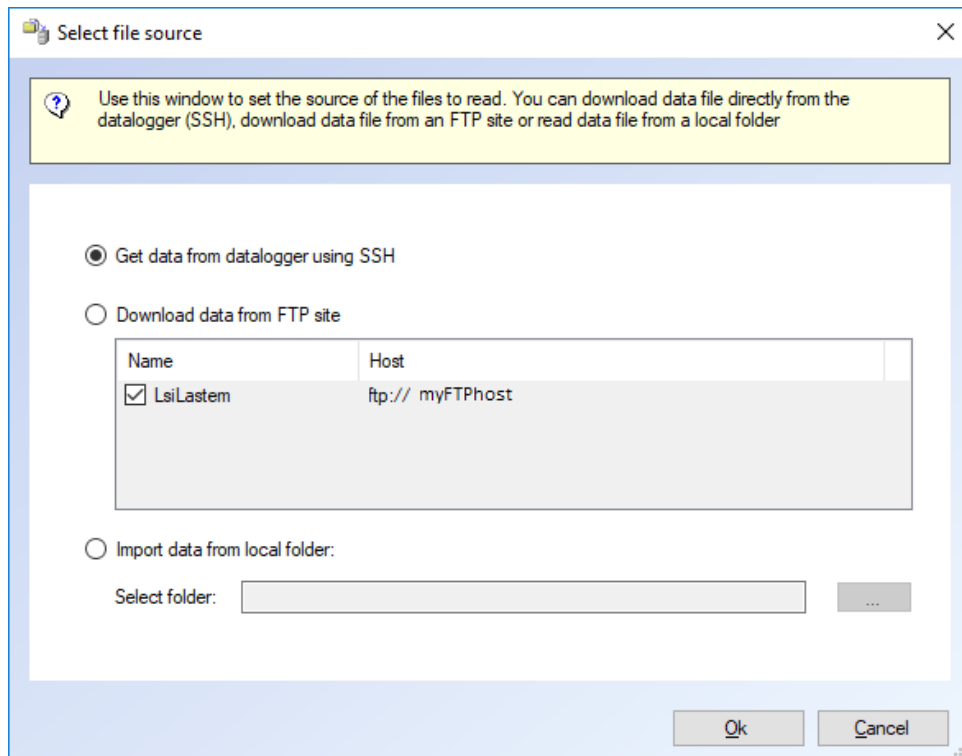 Select file source
Use this window to set the source of the files to read. You can download data file directly from the
datalogger (SSH), download data file from an FTP site or read data file from a local folder
Get data from datalogger using SSH
Download data from FTP site
Name Host
LsiLastem ftp:// myFTPhost
Import data from local folder:
Select folder: ...
Ok Cancel